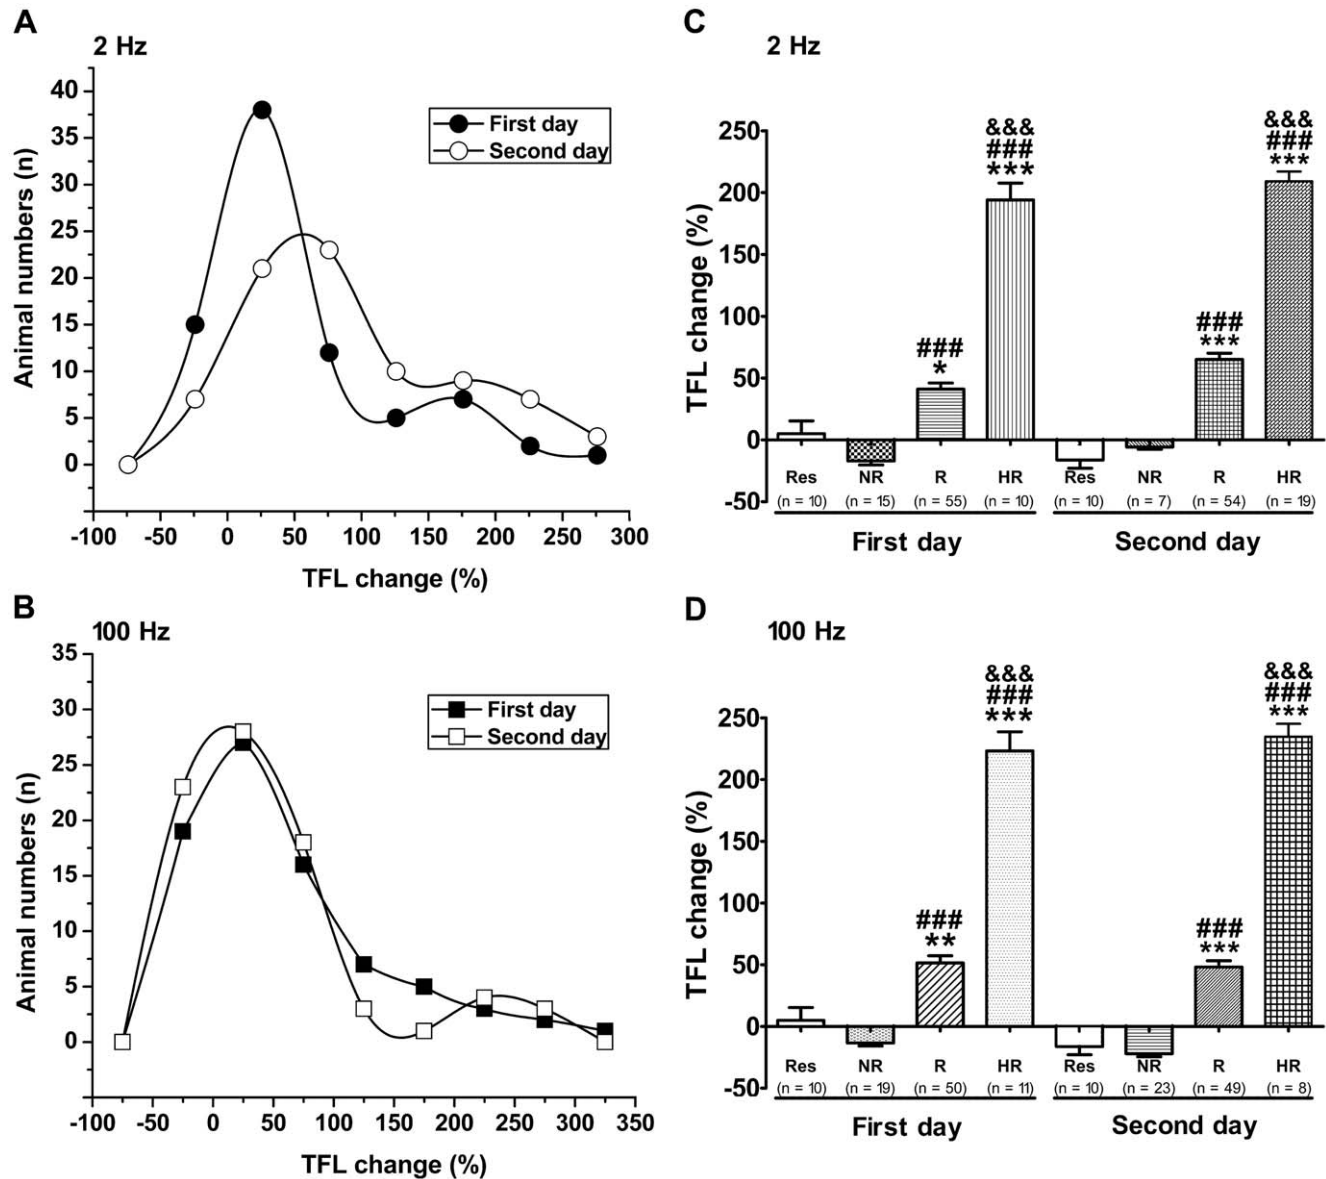 A
2 Hz
Animal numbers (n)
40
35
30
25
20
15
10
5
0
First day
Second day
-100 -50 0 50 100 150 200 250 300
TFL change (%)
B
100 Hz
Animal numbers (n)
35
30
25
20
15
10
5
0
First day
Second day
-100 -50 0 50 100 150 200 250 300 350
TFL change (%)
C
2 Hz
TFL change (%)
250
200
150
100
50
0
-50
###
*
&&&
###
***
###
***
&&&
###
***
Res NR R HR Res NR R HR
(n = 10) (n = 15) (n = 55) (n = 10) (n = 10) (n = 7) (n = 54) (n = 19)
First day Second day
D
100 Hz
TFL change (%)
250
200
150
100
50
0
-50
###
**
&&&
###
***
###
***
&&&
###
***
Res NR R HR Res NR R HR
(n = 10) (n = 19) (n = 50) (n = 11) (n = 10) (n = 23) (n = 49) (n = 8)
First day Second day